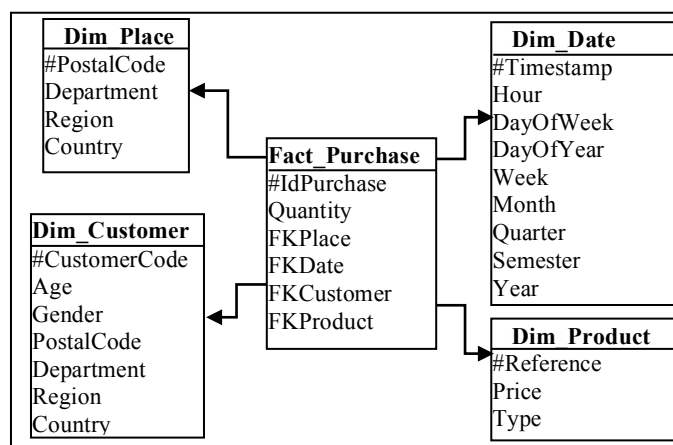 Dim_Place
#PostalCode
Department
Region
Country
Dim_Customer
#CustomerCode
Age
Gender
PostalCode
Department
Region
Country
Fact_Purchase
#IdPurchase
Quantity
FKPlace
FKDate
FKCustomer
FKProduct
Dim_Date
#Timestamp
Hour
DayOfWeek
DayOfYear
Week
Month
Quarter
Semester
Year
Dim_Product
#Reference
Price
Type